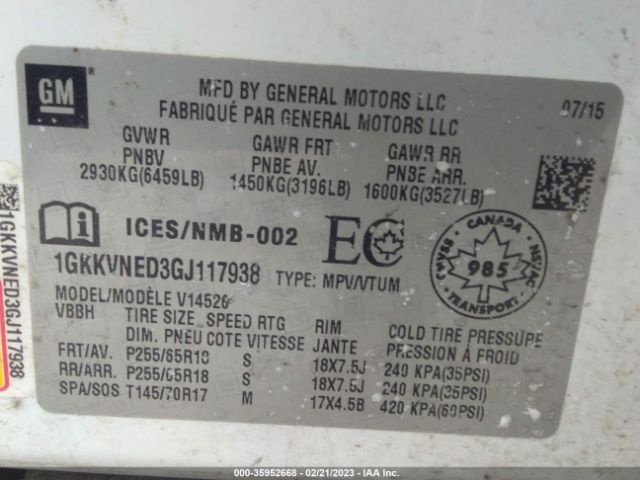 GM
MFD BY GENERAL MOTORS LLC 07/15
FABRIQUÉ PAR GENERAL MOTORS LLC
GVWR GAWR FRT GAWR RR
PNBV PNBE AV. PNBE ARR.
2930KG(6459LB) 1450KG(3196LB) 1600KG(3527LB)
ICES/NMB-002 EC
CANADA
985
TRANSPORT
NSVAC
1GKKVNED3GJ117938 TYPE: MPV/VTUM
MODEL/MODÈLE V14526
VBBH TIRE SIZE SPEED RTG RIM COLD TIRE PRESSURE
DIM. PNEU COTE VITESSE JANTE PRESSION À FROID
FRT/AV. P255/65R18 S 18X7.5J 240 KPA(35PSI)
RR/ARR. P255/65R18 S 18X7.5J 240 KPA(35PSI)
SPA/SOS T145/70R17 M 17X4.5B 420 KPA(60PSI)
1GKKVNED3GJ117938
000-35952668 - 02/21/2023 - IAA Inc.